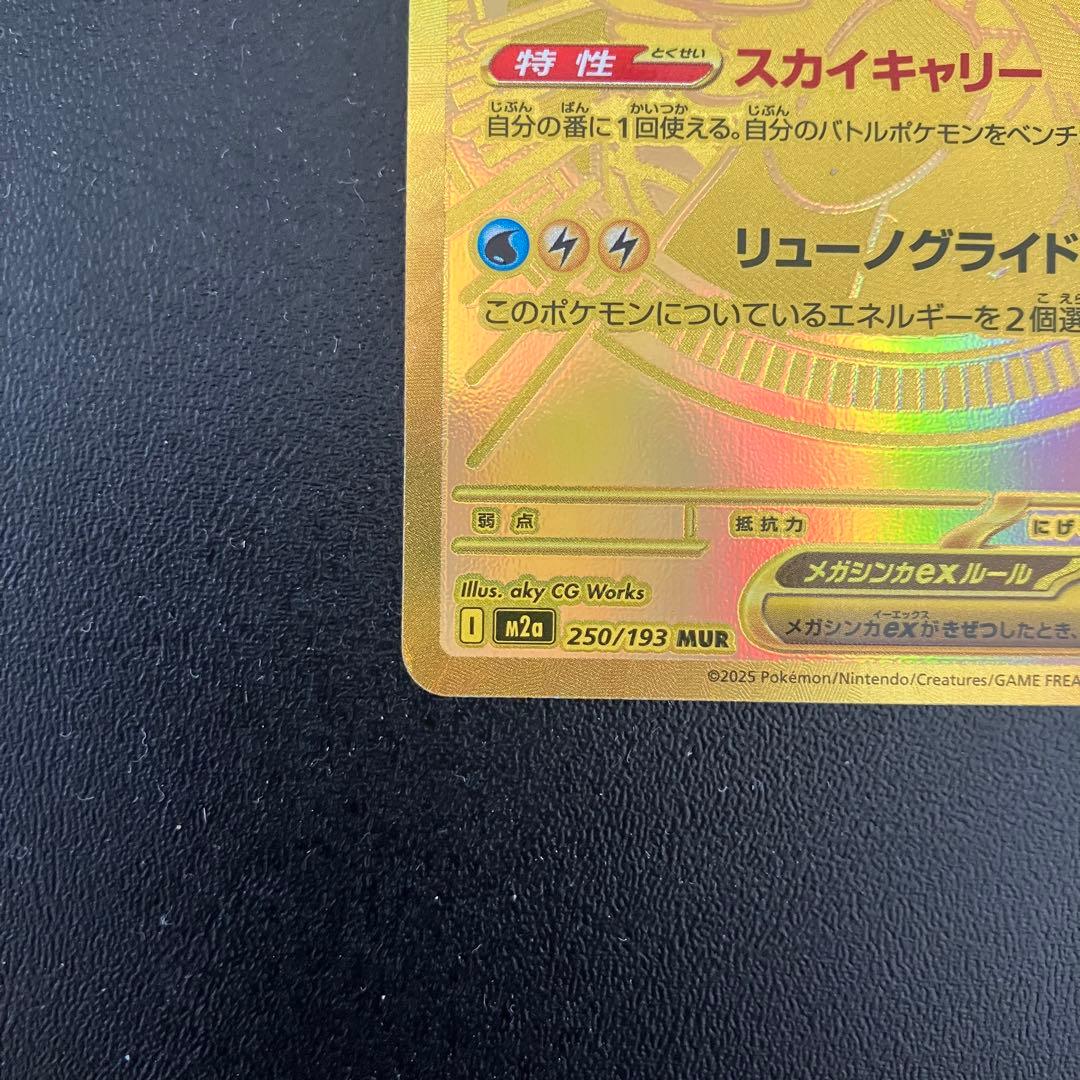 特性 とくせい スカイキャリー
じぶん ばん かいつか じぶん
自分の番に1回使える。自分のバトルポケモンをベンチ
リューノグライド
こ えら
このポケモンについているエネルギーを2個選
弱点 抵抗力 にげ
メガシンカexルール
Illus. aky CG Works
イーエックス
メガシンカexがきぜつしたとき、
I m2a 250/193 MUR
©2025 Pokémon/Nintendo/Creatures/GAME FREA